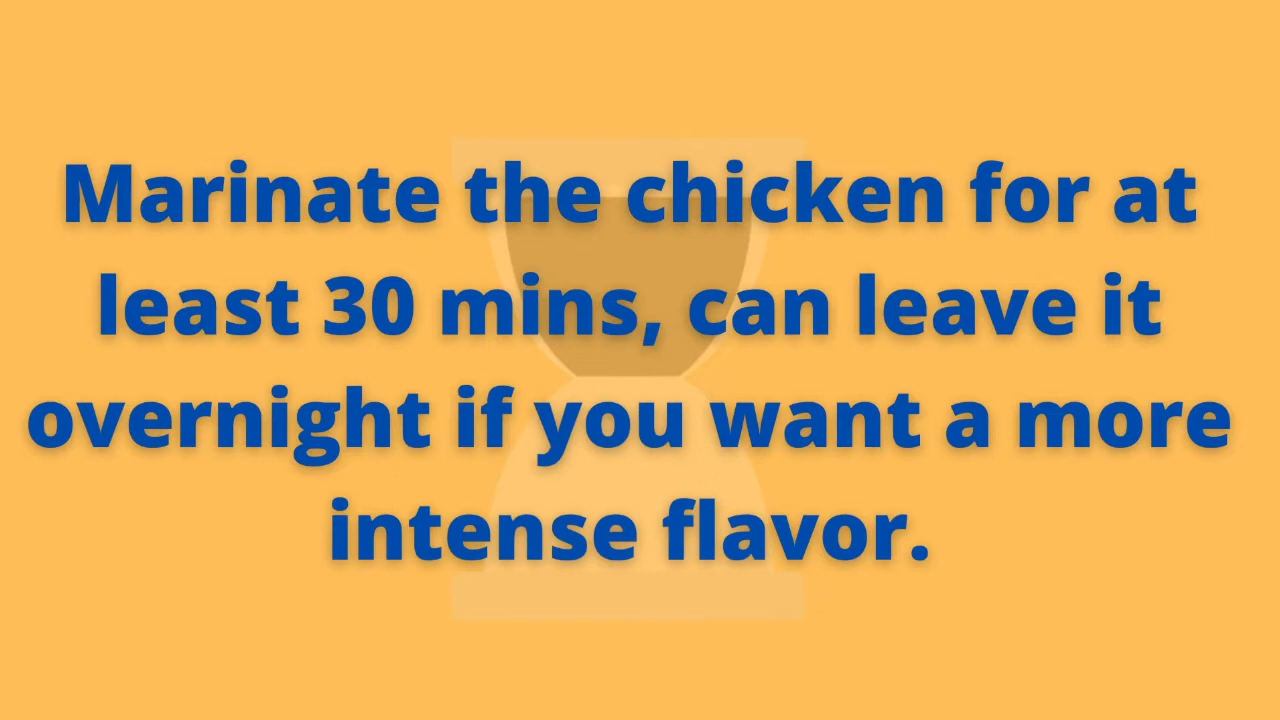 Marinate the chicken for at
least 30 mins, can leave it
overnight if you want a more
intense flavor.